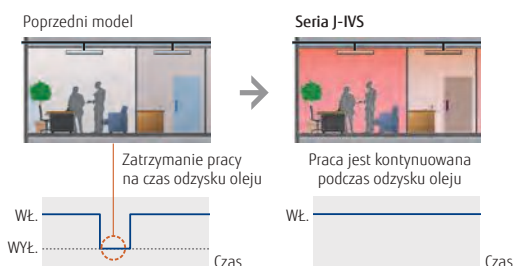 Poprzedni model
Seria J-IVS
Zatrzymanie pracy
na czas odzysku oleju
Praca jest kontynuowana
podczas odzysku oleju
WŁ.
WYŁ.
Czas
WŁ.
Czas